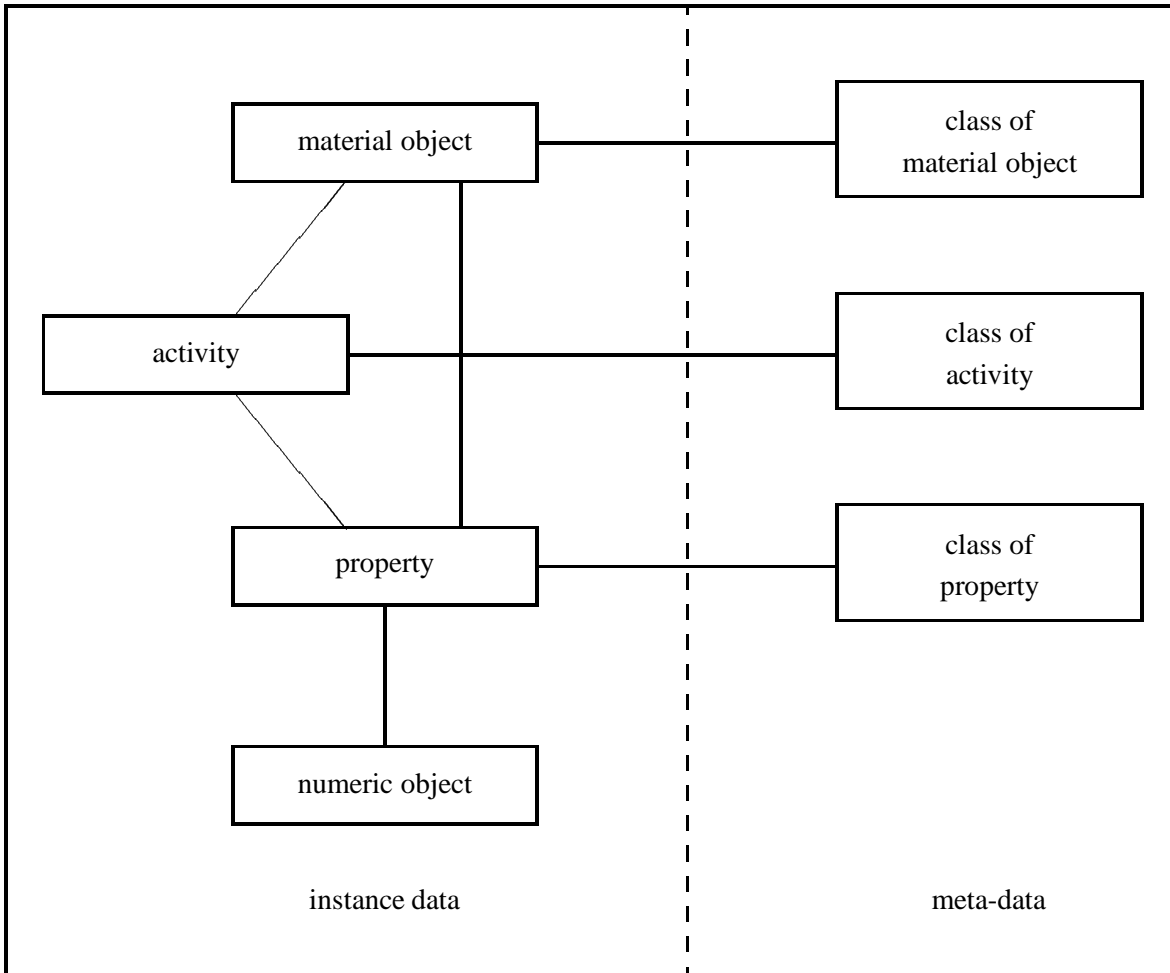 material object
class of
material object
activity
class of
activity
property
class of
property
numeric object
instance data
meta-data